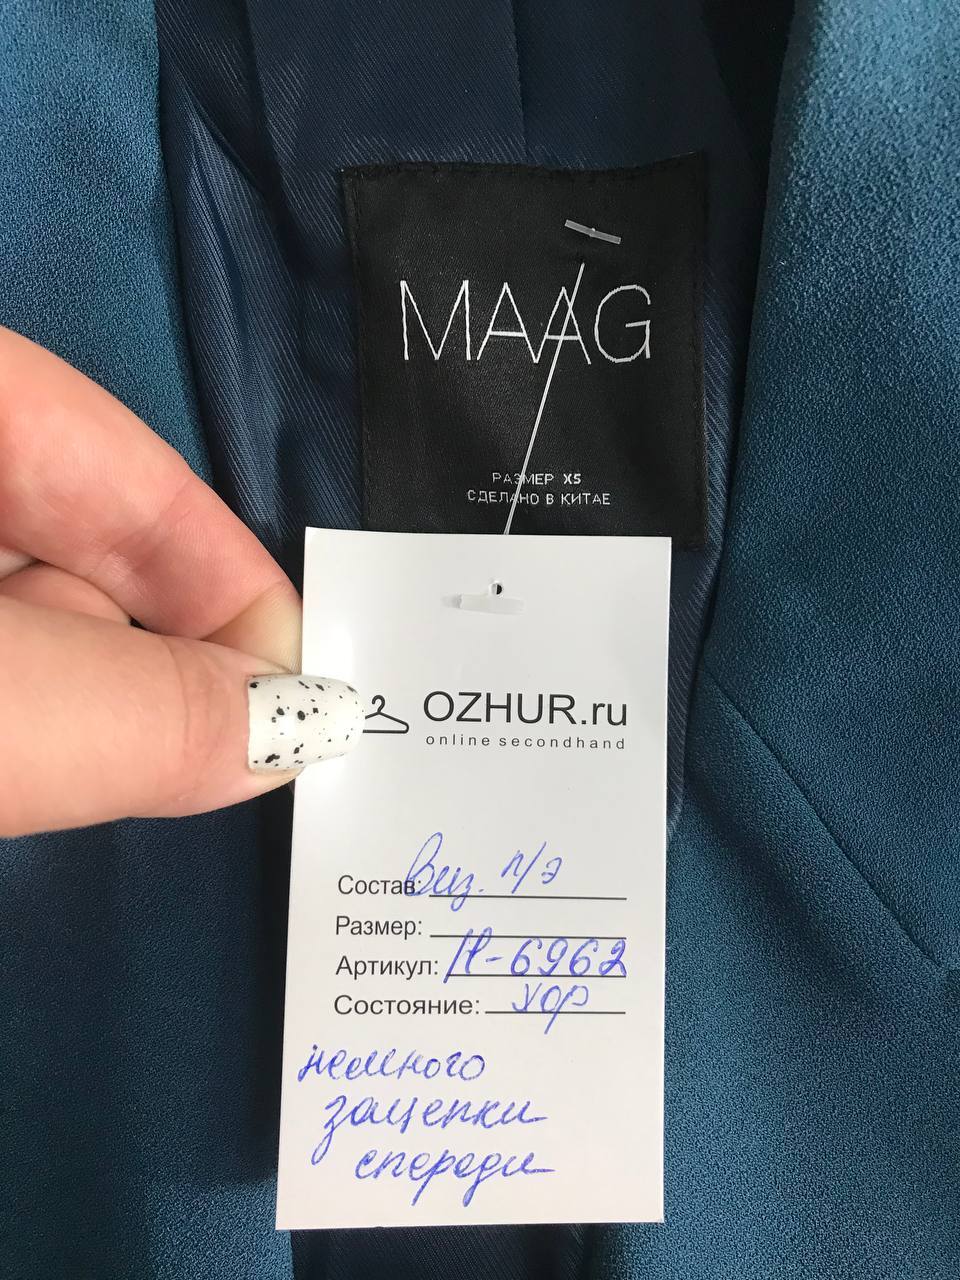 MAAG
РАЗМЕР XS
СДЕЛАНО В КИТАЕ
OZHUR.ru
online secondhand
Состав: Виз. п/э
Размер:
Артикул: Н-6962
Состояние: хор
немного
зацепки
спереди